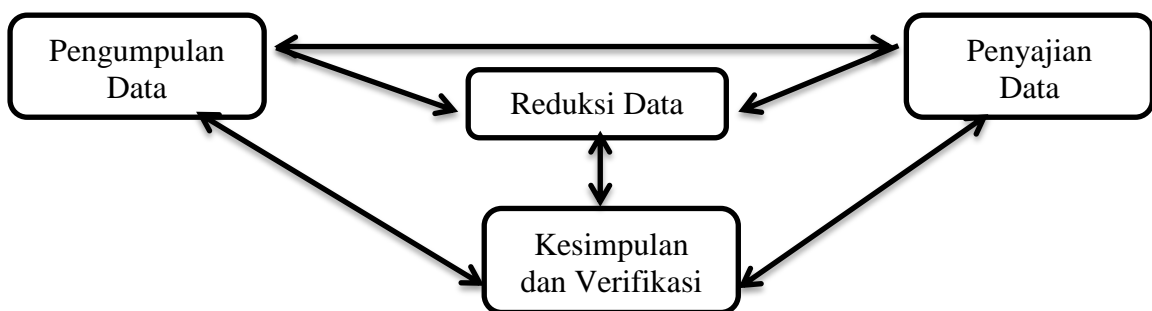 Pengumpulan
Data
Penyajian
Data
Reduksi Data
Kesimpulan
dan Verifikasi